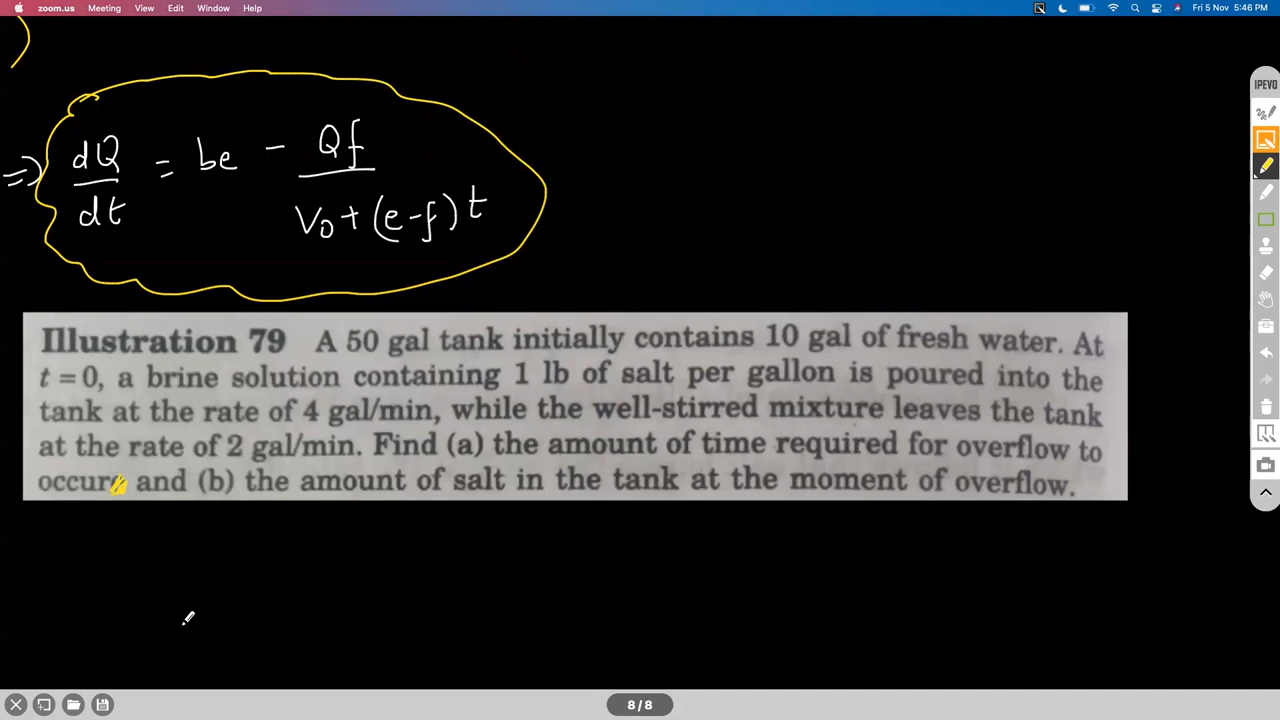 zoom.us Meeting View Edit Window Help Fri 5 Nov 5:46 PM
)
IPEVO
⇒ dQ/dt = be - Qf/(V0 + (e-f)t)
Illustration 79 A 50 gal tank initially contains 10 gal of fresh water. At
t = 0, a brine solution containing 1 lb of salt per gallon is poured into the
tank at the rate of 4 gal/min, while the well-stirred mixture leaves the tank
at the rate of 2 gal/min. Find (a) the amount of time required for overflow to
occur and (b) the amount of salt in the tank at the moment of overflow.
8/8